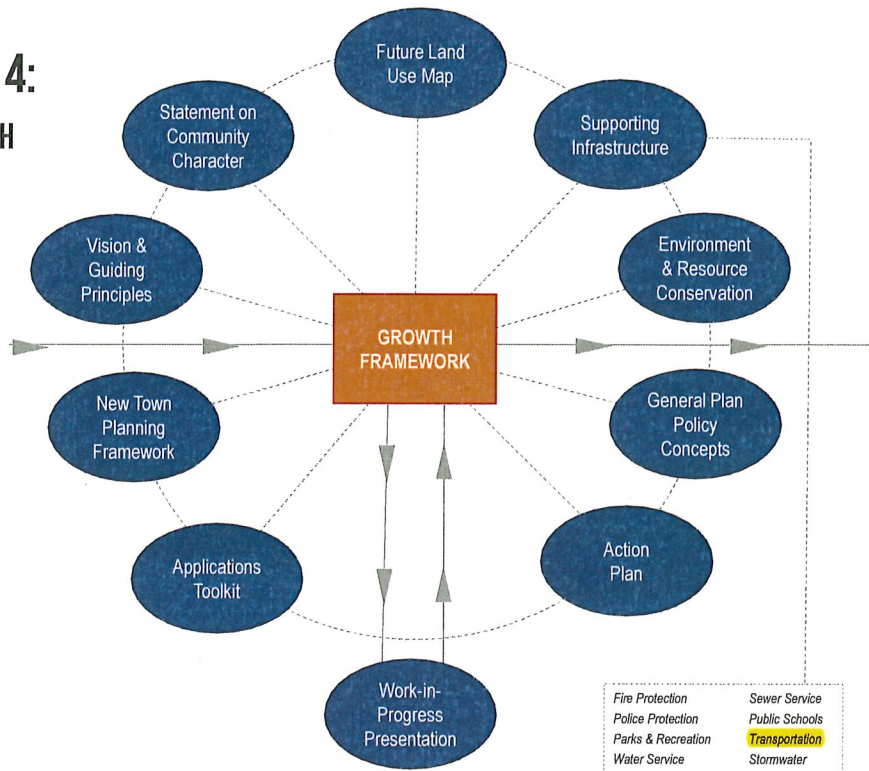 4:
H
Future Land
Use Map
Statement on
Community
Character
Supporting
Infrastructure
Vision &
Guiding
Principles
Environment
& Resource
Conservation
GROWTH
FRAMEWORK
New Town
Planning
Framework
General Plan
Policy
Concepts
Applications
Toolkit
Action
Plan
Work-in-
Progress
Presentation
Fire Protection
Police Protection
Parks & Recreation
Water Service
Sewer Service
Public Schools
Transportation
Stormwater